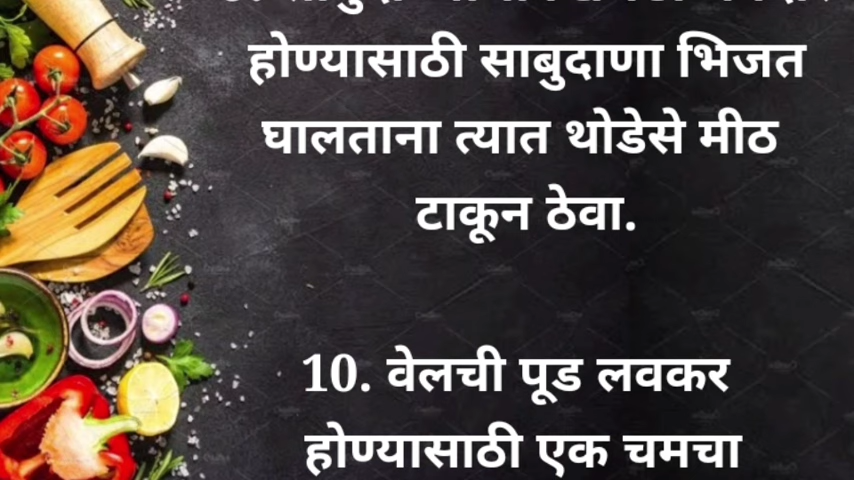 होण्यासाठी साबुदाणा भिजत
घालताना त्यात थोडेसे मीठ
टाकून ठेवा.
10. वेलची पूड लवकर
होण्यासाठी एक चमचा